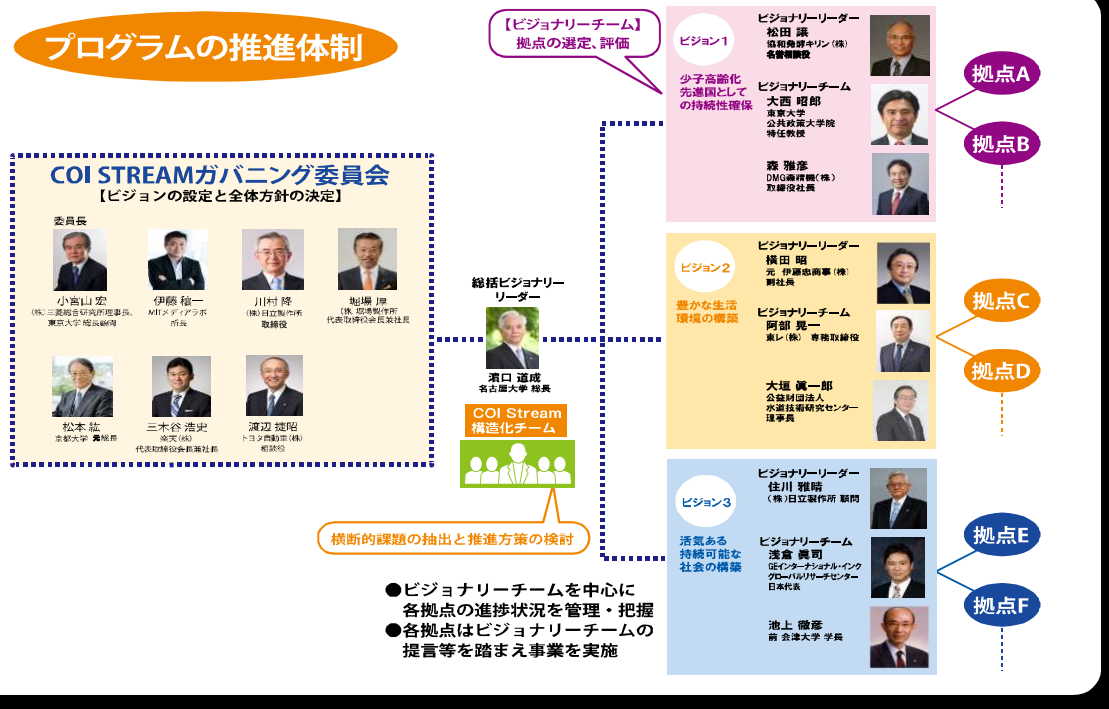 プログラムの推進体制
【ビジョナリーチーム】
拠点の選定、評価
COI STREAMガバニング委員会
【ビジョンの設定と全体方針の決定】
委員長
小宮山 宏
(株)三菱総合研究所理事長、
東京大学 総長顧問
伊藤 穰一
MITメディアラボ
所長
川村 隆
(株)日立製作所
取締役
堀場 厚
(株)堀場製作所
代表取締役会長兼社長
松本 紘
京都大学 元総長
三木谷 浩史
楽天(株)
代表取締役会長兼社長
渡辺 捷昭
トヨタ自動車(株)
相談役
総括ビジョナリー
リーダー
濵口 道成
名古屋大学 総長
COI Stream
構造化チーム
横断的課題の抽出と推進方策の検討
●ビジョナリーチームを中心に
各拠点の進捗状況を管理・把握
●各拠点はビジョナリーチームの
提言等を踏まえ事業を実施
ビジョン1
少子高齢化
先進国として
の持続性確保
ビジョナリーリーダー
松田 譲
協和発酵キリン(株)
名誉相談役
ビジョナリーチーム
大西 昭郎
東京大学
公共政策大学院
特任教授
森 雅彦
DMG森精機(株)
取締役社長
拠点A
拠点B
ビジョン2
豊かな生活
環境の構築
ビジョナリーリーダー
横田 昭
元 伊藤忠商事(株)
副社長
ビジョナリーチーム
阿部 晃一
東レ(株) 専務取締役
大垣 眞一郎
公益財団法人
水道技術研究センター
理事長
拠点C
拠点D
ビジョン3
活気ある
持続可能な
社会の構築
ビジョナリーリーダー
住川 雅晴
(株)日立製作所 顧問
ビジョナリーチーム
浅倉 眞司
GEインターナショナル・インク
グローバルリサーチセンター
日本代表
池上 徹彦
前 会津大学 学長
拠点E
拠点F